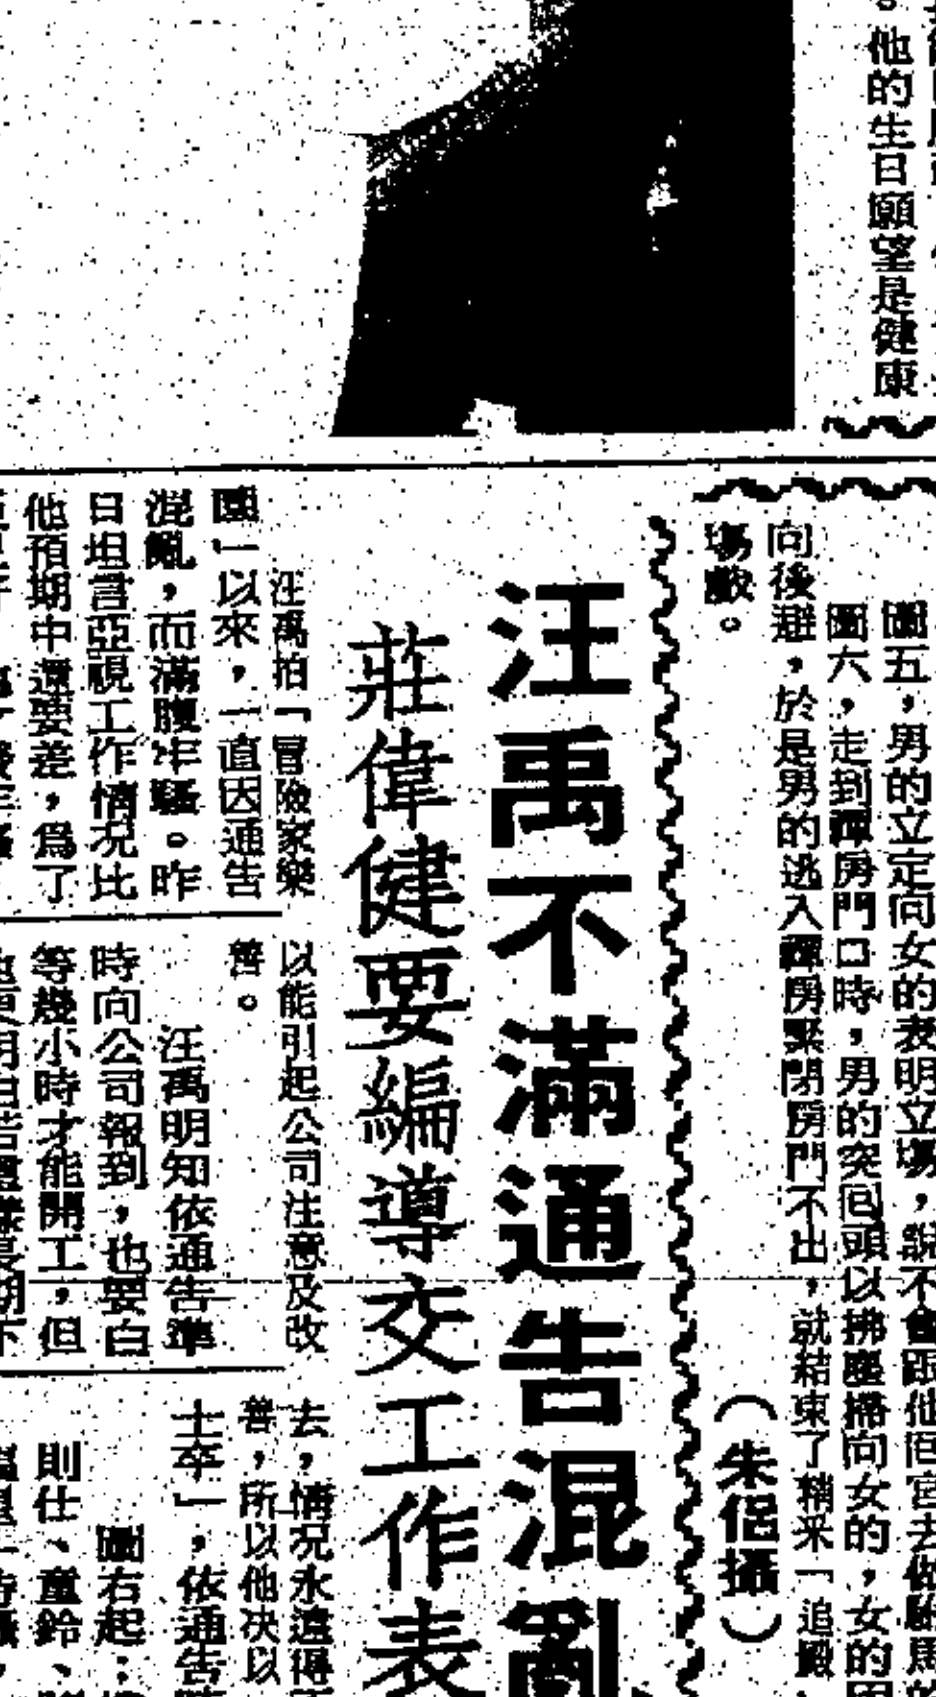 。他的生日願望是健康
圖五，男的立定向女的表明立場，說不會跟他回宮去做駙馬的
圖六，走到禪房門口時，男的突回頭以拂塵擋向女的，女的
向後避，於是男的逃入禪房緊閉房門不出，就結束了精采「追
場戲。
（朱侶攝）
汪禹不滿通告混亂
莊偉健要編導交工作表
汪禹拍「冒險家樂
園」以來，一直因通告
混亂，而滿腹牢騷。昨
日坦言亞視工作情況比
他預期中還要差，爲了
以能引起公司注意及改
善。
汪禹明知依通告準
時向公司報到，也要白
等幾小時才能開工，但
去，情況永遠得
善，所以他決以
士卒」，依通告
圖右起：
則仕、童鈴、